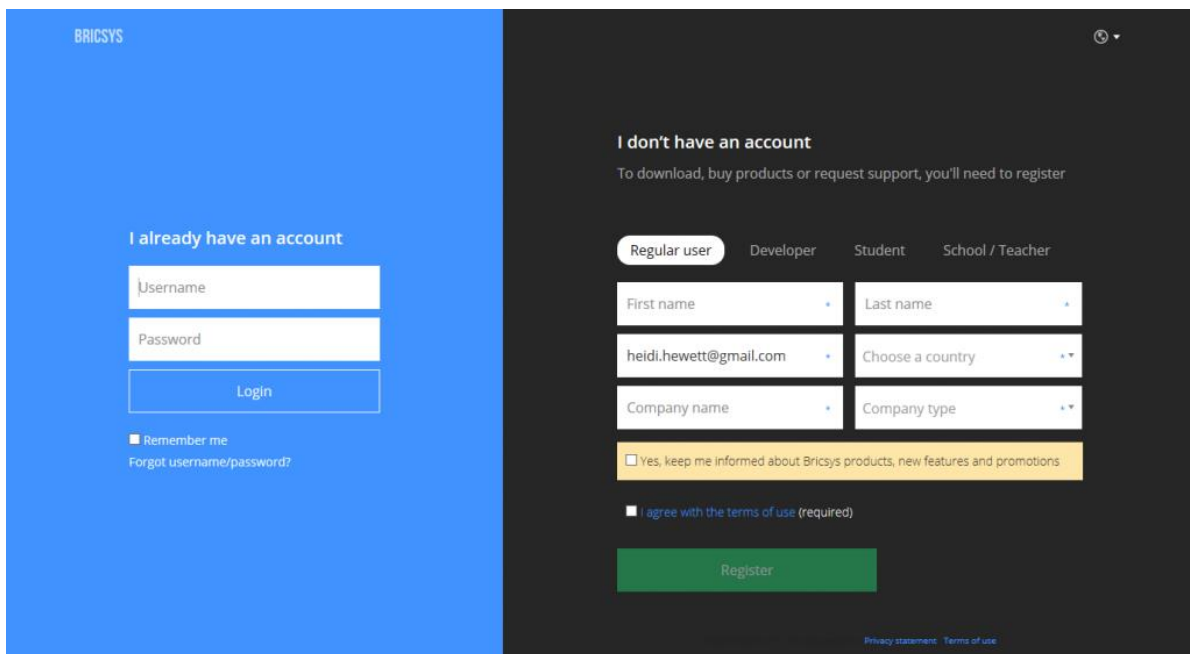 BRICSYS
I already have an account
Username
Password
Login
Remember me
Forgot username/password?
I don't have an account
To download, buy products or request support, you'll need to register
Regular user Developer Student School / Teacher
First name * Last name *
heidi.hewett@gmail.com * Choose a country *
Company name * Company type *
Yes, keep me informed about Bricsys products, new features and promotions
I agree with the terms of use (required)
Register
Privacy statement Terms of use